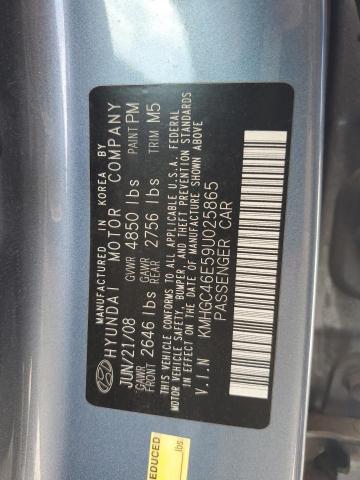 MADE IN KOREA BY
HYUNDAI MOTOR COMPANY
JUN/21/08 GVWR 4850 lbs PAINT PM
GAWR FRONT 2646 lbs GAWR REAR 2756 lbs TRIM M5
THIS VEHICLE CONFORMS TO ALL APPLICABLE U.S.A. FEDERAL
MOTOR VEHICLE SAFETY, BUMPER, AND THEFT PREVENTION STANDARDS
IN EFFECT ON THE DATE OF MANUFACTURE SHOWN ABOVE
V.I.N KMHGC46E59U025865
PASSENGER CAR
EDUCED
lbs.